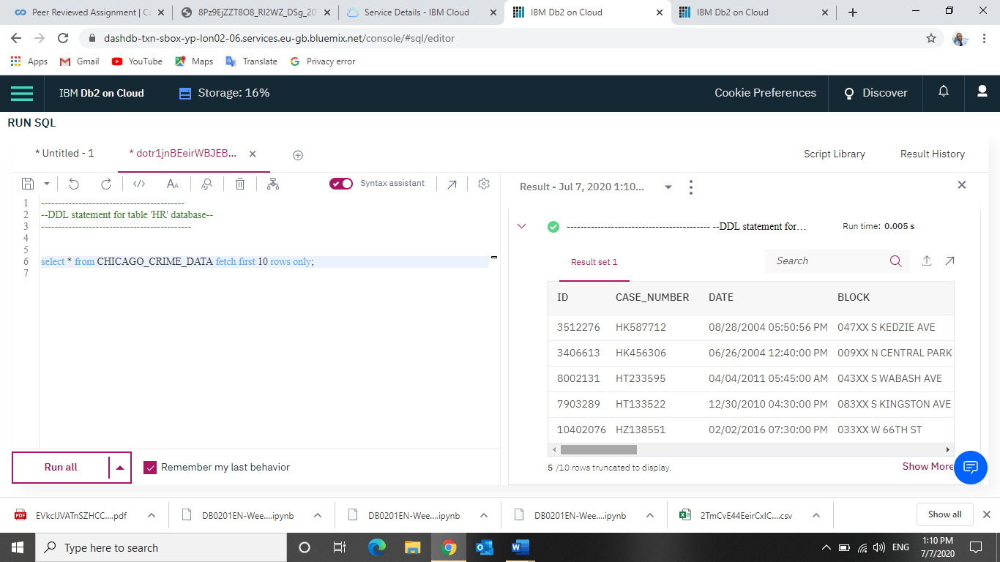 Peer Reviewed Assignment | Co
8Pz9EjZZT8O8_RI2WZ_DSg_20
Service Details - IBM Cloud
IBM Db2 on Cloud
IBM Db2 on Cloud
dashdb-txn-sbox-yp-lon02-06.services.eu-gb.bluemix.net/console/#sql/editor
Apps
Gmail
YouTube
Maps
Translate
Privacy error
IBM Db2 on Cloud
Storage: 16%
Cookie Preferences
Discover
RUN SQL
* Untitled - 1
* dotr1jnBEeirWBJEB...
Script Library
Result History
Syntax assistant
Result - Jul 7, 2020 1:10...
1 ------------------------------------------
2 --DDL statement for table 'HR' database--
3 --------------------------------------------
4
5
6 select * from CHICAGO_CRIME_DATA fetch first 10 rows only;
7
------------------------------------------ --DDL statement for...
Run time: 0.005 s
Result set 1
Search
ID CASE_NUMBER DATE BLOCK
3512276 HK587712 08/28/2004 05:50:56 PM 047XX S KEDZIE AVE
3406613 HK456306 06/26/2004 12:40:00 PM 009XX N CENTRAL PARK
8002131 HT233595 04/04/2011 05:45:00 AM 043XX S WABASH AVE
7903289 HT133522 12/30/2010 04:30:00 PM 083XX S KINGSTON AVE
10402076 HZ138551 02/02/2016 07:30:00 PM 033XX W 66TH ST
5 /10 rows truncated to display.
Show More
Run all
Remember my last behavior
EVkclJVATnSZHCC....pdf
DB0201EN-Wee....ipynb
DB0201EN-Wee....ipynb
DB0201EN-Wee....ipynb
2TmCvE44EeirCxlC....csv
Show all
Type here to search
ENG
1:10 PM
7/7/2020